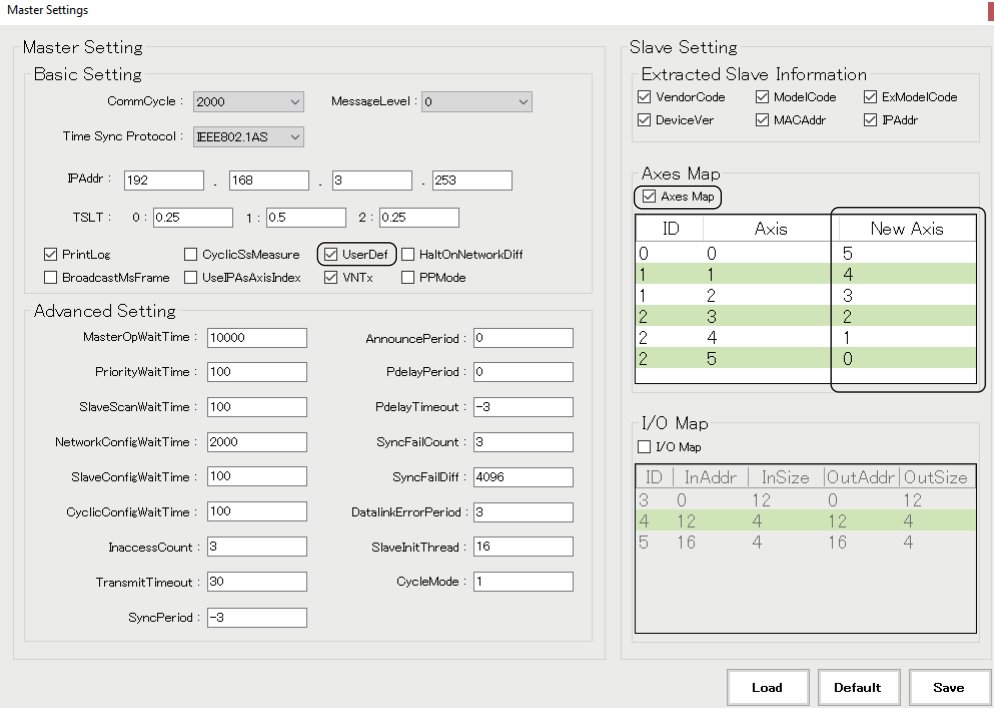 Master Settings
Master Setting
Basic Setting
CommCycle : 2000 MessageLevel : 0
Time Sync Protocol : IEEE802.1AS
IPAddr : 192 . 168 . 3 . 253
TSLT : 0 : 0.25 1 : 0.5 2 : 0.25
PrintLog CyclicSsMeasure UserDef HaltOnNetworkDiff
BroadcastMsFrame UseIPAsAxisIndex VNTx PPMode
Advanced Setting
MasterOpWaitTime : 10000 AnnouncePeriod : 0
PriorityWaitTime : 100 PdelayPeriod : 0
SlaveScanWaitTime : 100 PdelayTimeout : -3
NetworkConfigWaitTime : 2000 SyncFailCount : 3
SlaveConfigWaitTime : 100 SyncFailDiff : 4096
CyclicConfigWaitTime : 100 DatalinkErrorPeriod : 3
InaccessCount : 3 SlaveInitThread : 16
TransmitTimeout : 30 CycleMode : 1
SyncPeriod : -3
Slave Setting
Extracted Slave Information
VendorCode ModelCode ExModelCode
DeviceVer MACAddr IPAddr
Axes Map
Axes Map
ID Axis New Axis
0 0 5
1 1 4
1 2 3
2 3 2
2 4 1
2 5 0
I/O Map
I/O Map
ID InAddr InSize OutAddr OutSize
3 0 12 0 12
4 12 4 12 4
5 16 4 16 4
Load Default Save